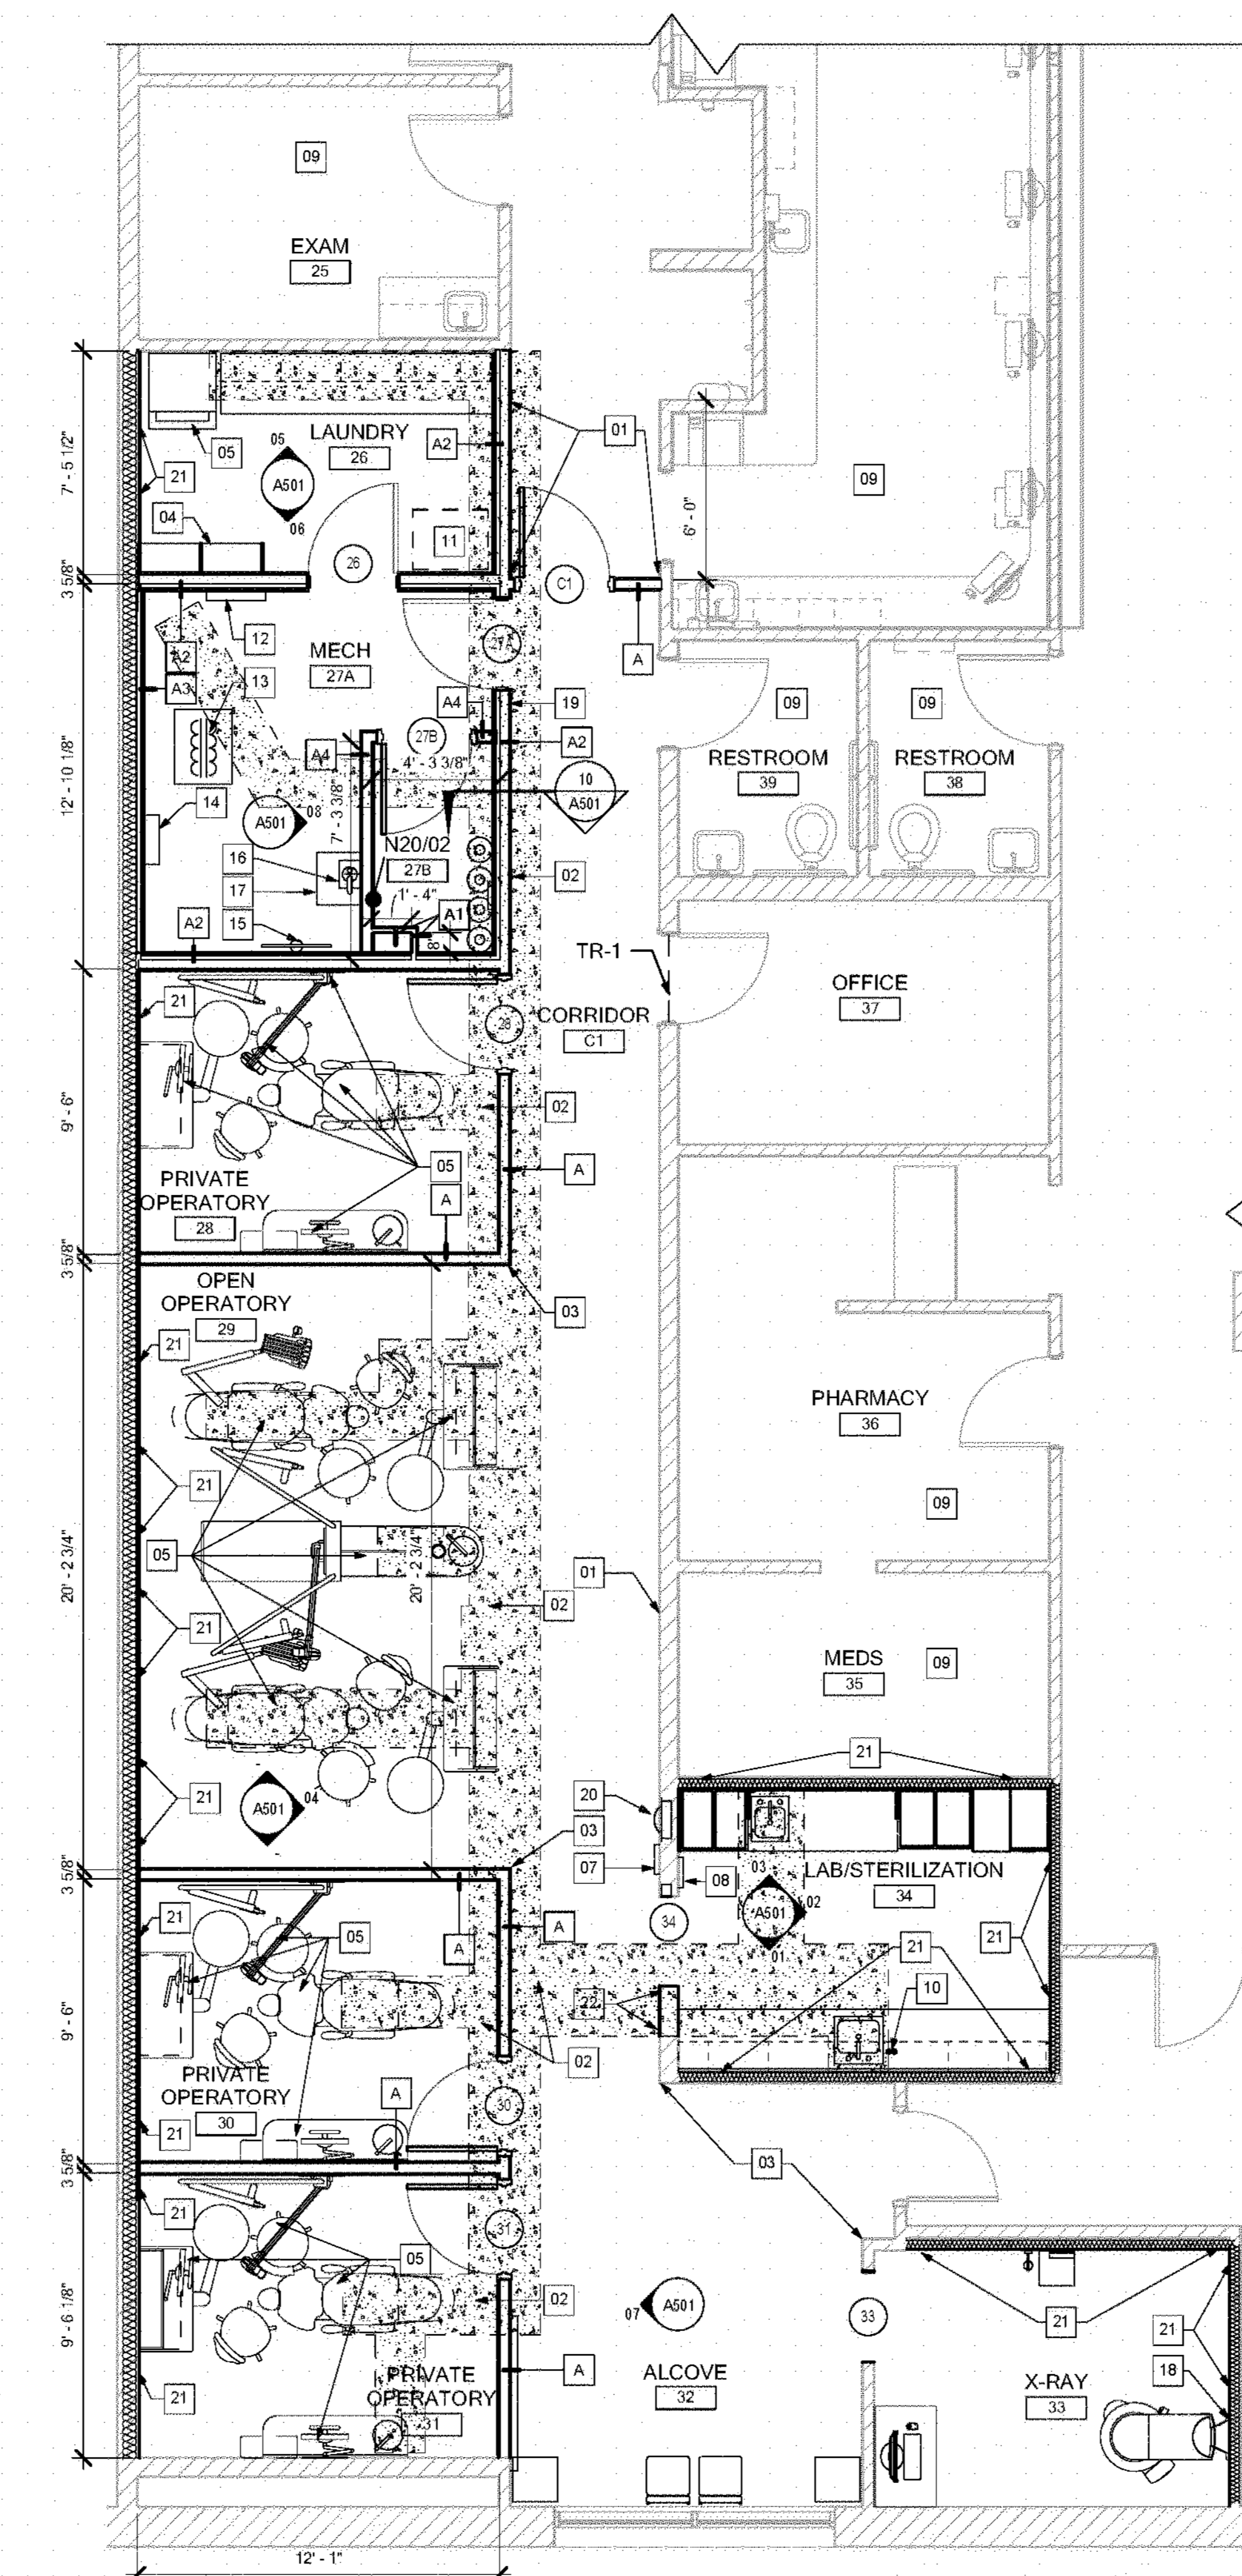 09
EXAM
25
7' - 5 1/2"
05
LAUNDRY
26
A2
01
05
A501
06
21
04
09
6' - 0"
11
26
3 5/8"
C1
12
A
A2
MECH
27A
A3
13
19
09
09
A4
27B
A2
A4
4' - 3 3/8"
RESTROOM
39
RESTROOM
38
12' - 10 1/8"
10
A501
14
A501
08
7' - 3 3/8"
N20/02
27B
16
17
02
1' - 4"
A1
A2
15
8"
TR-1
21
OFFICE
37
28
CORRIDOR
C1
9' - 6"
02
05
A
PRIVATE
OPERATORY
28
A
3 5/8"
OPEN
OPERATORY
29
03
21
PHARMACY
36
21
09
05
20' - 2 3/4"
20' - 2 3/4"
01
02
21
MEDS
35
09
21
20
21
A501
04
03
07
08
03
LAB/STERILIZATION
34
3 5/8"
A501
02
01
34
21
05
A
A
21
21
10
22
9' - 6"
02
PRIVATE
OPERATORY
30
A
30
21
3 5/8"
03
21
31
05
02
07
A501
33
21
21
9' - 6 1/8"
18
21
PRIVATE
OPERATORY
31
A
ALCOVE
32
X-RAY
33
12' - 1"